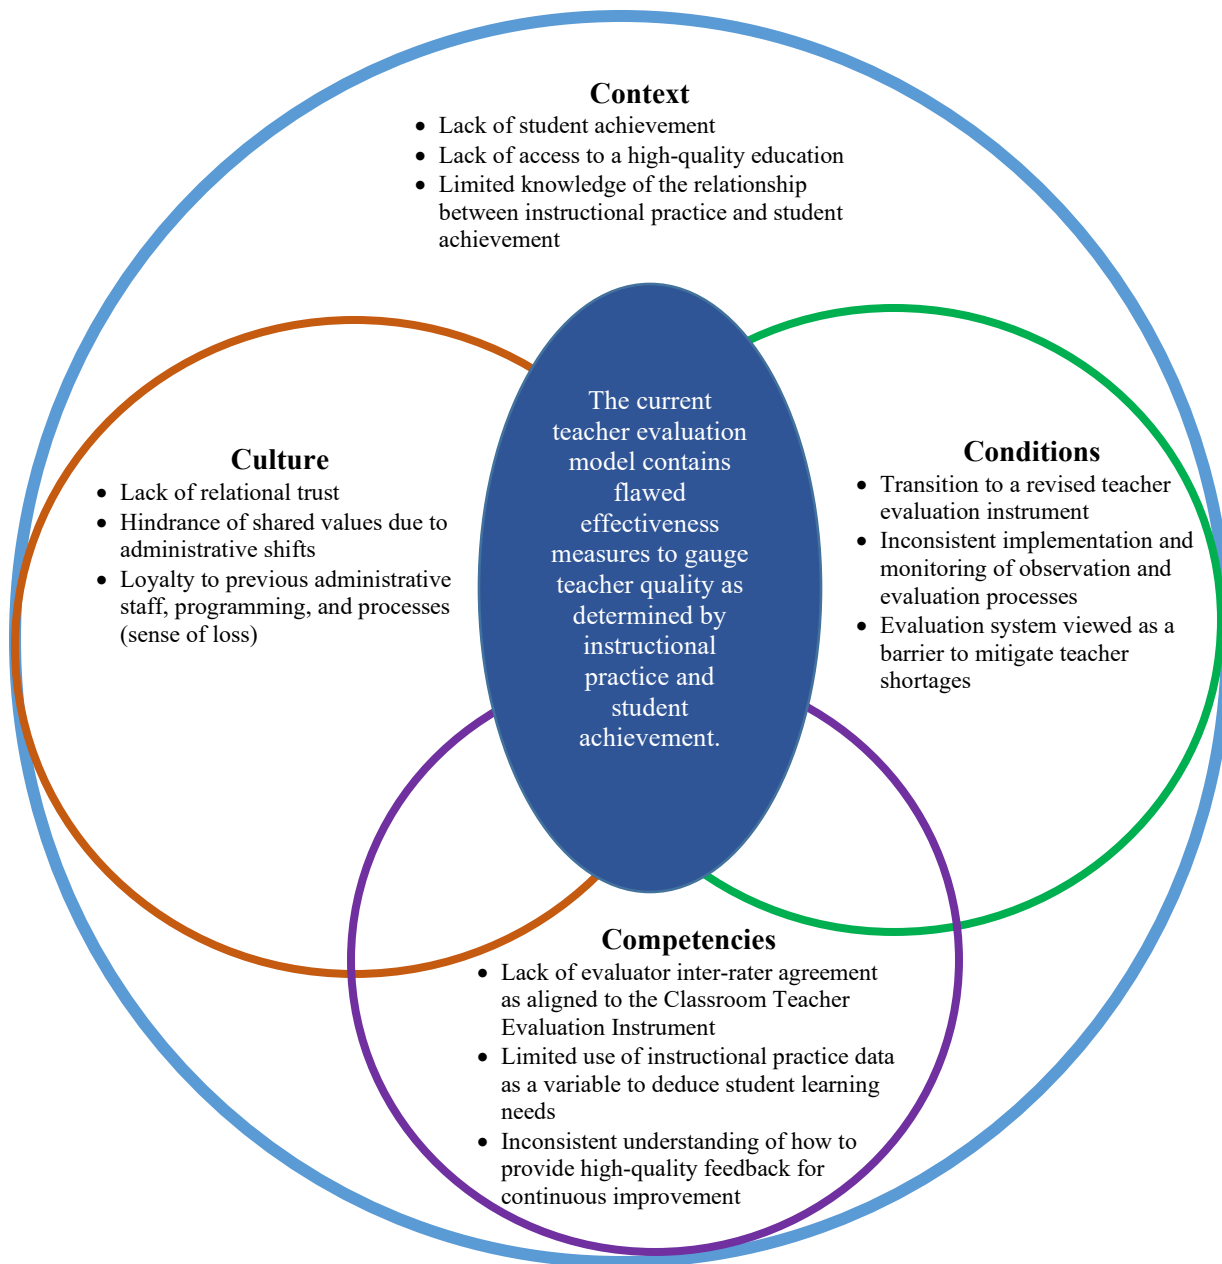 Context
• Lack of student achievement
• Lack of access to a high-quality education
• Limited knowledge of the relationship
between instructional practice and student
achievement
Culture
• Lack of relational trust
• Hindrance of shared values due to
administrative shifts
• Loyalty to previous administrative
staff, programming, and processes
(sense of loss)
The current
teacher evaluation
model contains
flawed
effectiveness
measures to gauge
teacher quality as
determined by
instructional
practice and
student
achievement.
Conditions
• Transition to a revised teacher
evaluation instrument
• Inconsistent implementation and
monitoring of observation and
evaluation processes
• Evaluation system viewed as a
barrier to mitigate teacher
shortages
Competencies
• Lack of evaluator inter-rater agreement
as aligned to the Classroom Teacher
Evaluation Instrument
• Limited use of instructional practice data
as a variable to deduce student learning
needs
• Inconsistent understanding of how to
provide high-quality feedback for
continuous improvement